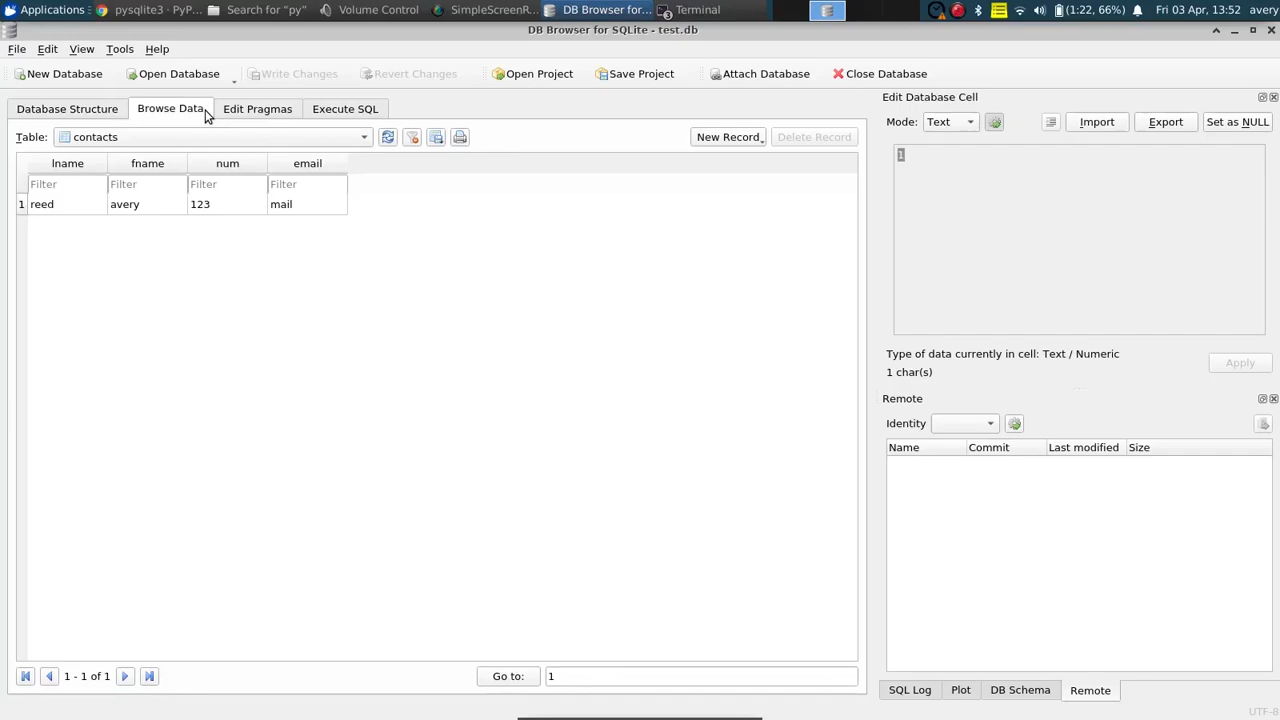 Applications
pysqlite3 · PyP...
Search for "py"
Volume Control
SimpleScreenR...
DB Browser for...
3
Terminal
(1:22, 66%)
Fri 03 Apr, 13:52
avery
DB Browser for SQLite - test.db
File Edit View Tools Help
New Database Open Database Write Changes Revert Changes Open Project Save Project Attach Database Close Database
Database Structure Browse Data Edit Pragmas Execute SQL
Table: contacts New Record Delete Record
lname fname num email
Filter Filter Filter Filter
1 reed avery 123 mail
1 - 1 of 1 Go to: 1
Edit Database Cell
Mode: Text Import Export Set as NULL
1
Type of data currently in cell: Text / Numeric
1 char(s)
Apply
Remote
Identity
Name Commit Last modified Size
SQL Log Plot DB Schema Remote
UTF-8